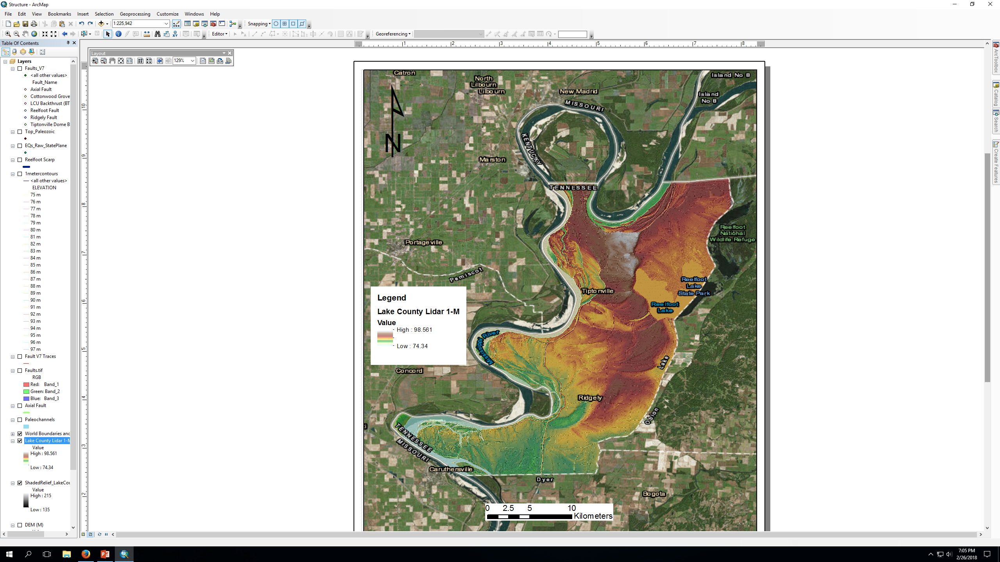 Structure - ArcMap
File Edit View Bookmarks Insert Selection Geoprocessing Customize Windows Help
1:225,942
Snapping
Editor
Georeferencing
Table Of Contents
Layers
Faults_V7
<all other values>
Fault_Name
Axial Fault
Cottonwood Grove
LCU Backthrust (BT
Reelfoot Fault
Ridgely Fault
Tiptonville Dome B
Top_Paleozoic
EQs_Raw_StatePlane
Reelfoot Scarp
1metercontours
<all other values>
ELEVATION
75 m
76 m
77 m
78 m
79 m
80 m
81 m
82 m
83 m
84 m
85 m
86 m
87 m
88 m
89 m
90 m
91 m
92 m
93 m
94 m
95 m
96 m
97 m
Fault V7 Traces
Faults.tif
RGB
Red: Band_1
Green: Band_2
Blue: Band_3
Axial Fault
Paleochannels
World Boundaries and
Lake County Lidar 1-M
Value
High : 98.561
Low : 74.34
ShadedRelief_LakeCou
Value
High : 215
Low : 135
DEM (M)
Layout
129%
1 2 3 4 5 6 7 8
10
9
8
7
6
5
4
3
2
Catron
North
Lilbourn
Lilbourn
New Madrid
MISSOURI
Island No 8
Island
No 8
N
KENTUCKY
Marston
TENNESSEE
Reelfoot
National
Wildlife Refuge
Portageville
Pemiscot
Reelfoot
Lake
State Park
Tiptonville
Reelfoot
Lake
Legend
Lake County Lidar 1-M
Value
High : 98.561
Low : 74.34
Mississippi River
Concord
Lake
Ridgely
Obion
TENNESSEE
MISSOURI
Caruthersville
Dyer
Bogota
0 2.5 5 10
Kilometers
ArcToolbox
Catalog
Search
Create Features
7:05 PM
2/26/2018